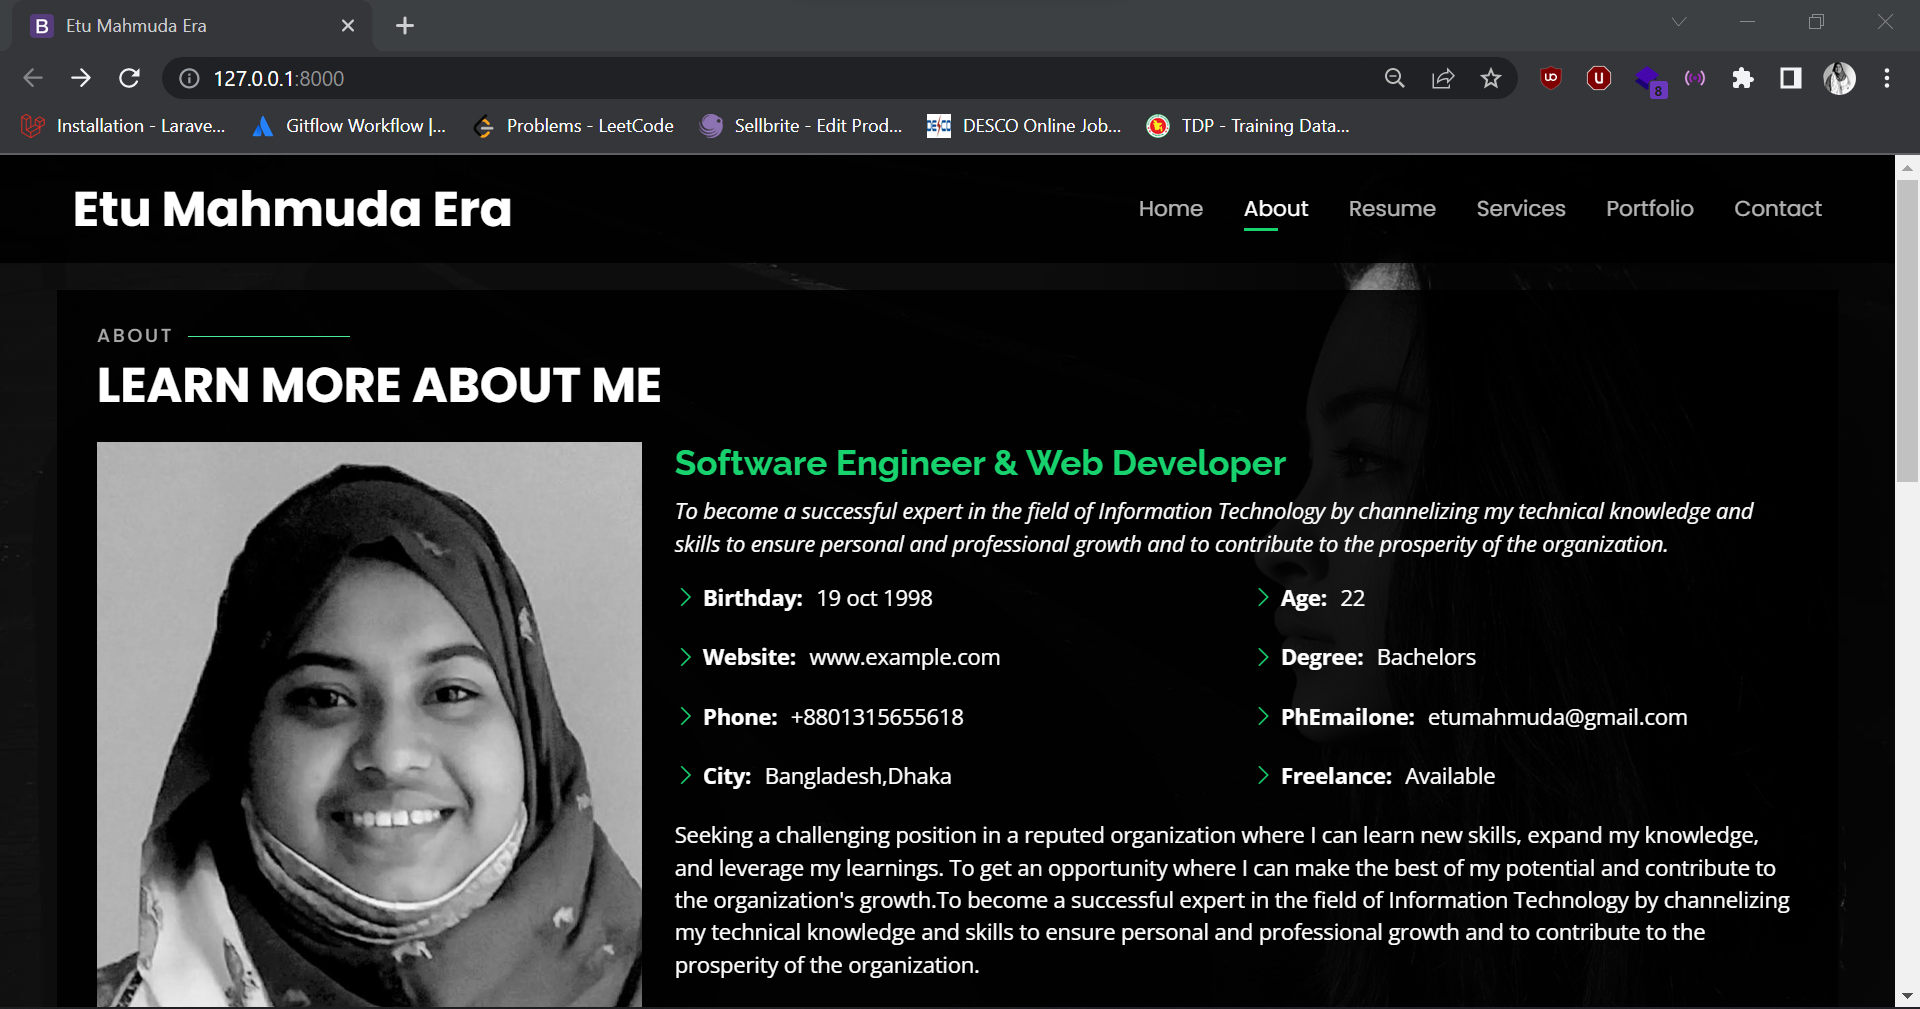 Etu Mahmuda Era
127.0.0.1:8000
8
Installation - Larave...
Gitflow Workflow |...
Problems - LeetCode
Sellbrite - Edit Prod...
DESCO Online Job...
TDP - Training Data...
Etu Mahmuda Era
Home About Resume Services Portfolio Contact
ABOUT
LEARN MORE ABOUT ME
Software Engineer & Web Developer
To become a successful expert in the field of Information Technology by channelizing my technical knowledge and
skills to ensure personal and professional growth and to contribute to the prosperity of the organization.
Birthday: 19 oct 1998
Age: 22
Website: www.example.com
Degree: Bachelors
Phone: +8801315655618
PhEmailone: etumahmuda@gmail.com
City: Bangladesh,Dhaka
Freelance: Available
Seeking a challenging position in a reputed organization where I can learn new skills, expand my knowledge,
and leverage my learnings. To get an opportunity where I can make the best of my potential and contribute to
the organization's growth.To become a successful expert in the field of Information Technology by channelizing
my technical knowledge and skills to ensure personal and professional growth and to contribute to the
prosperity of the organization.